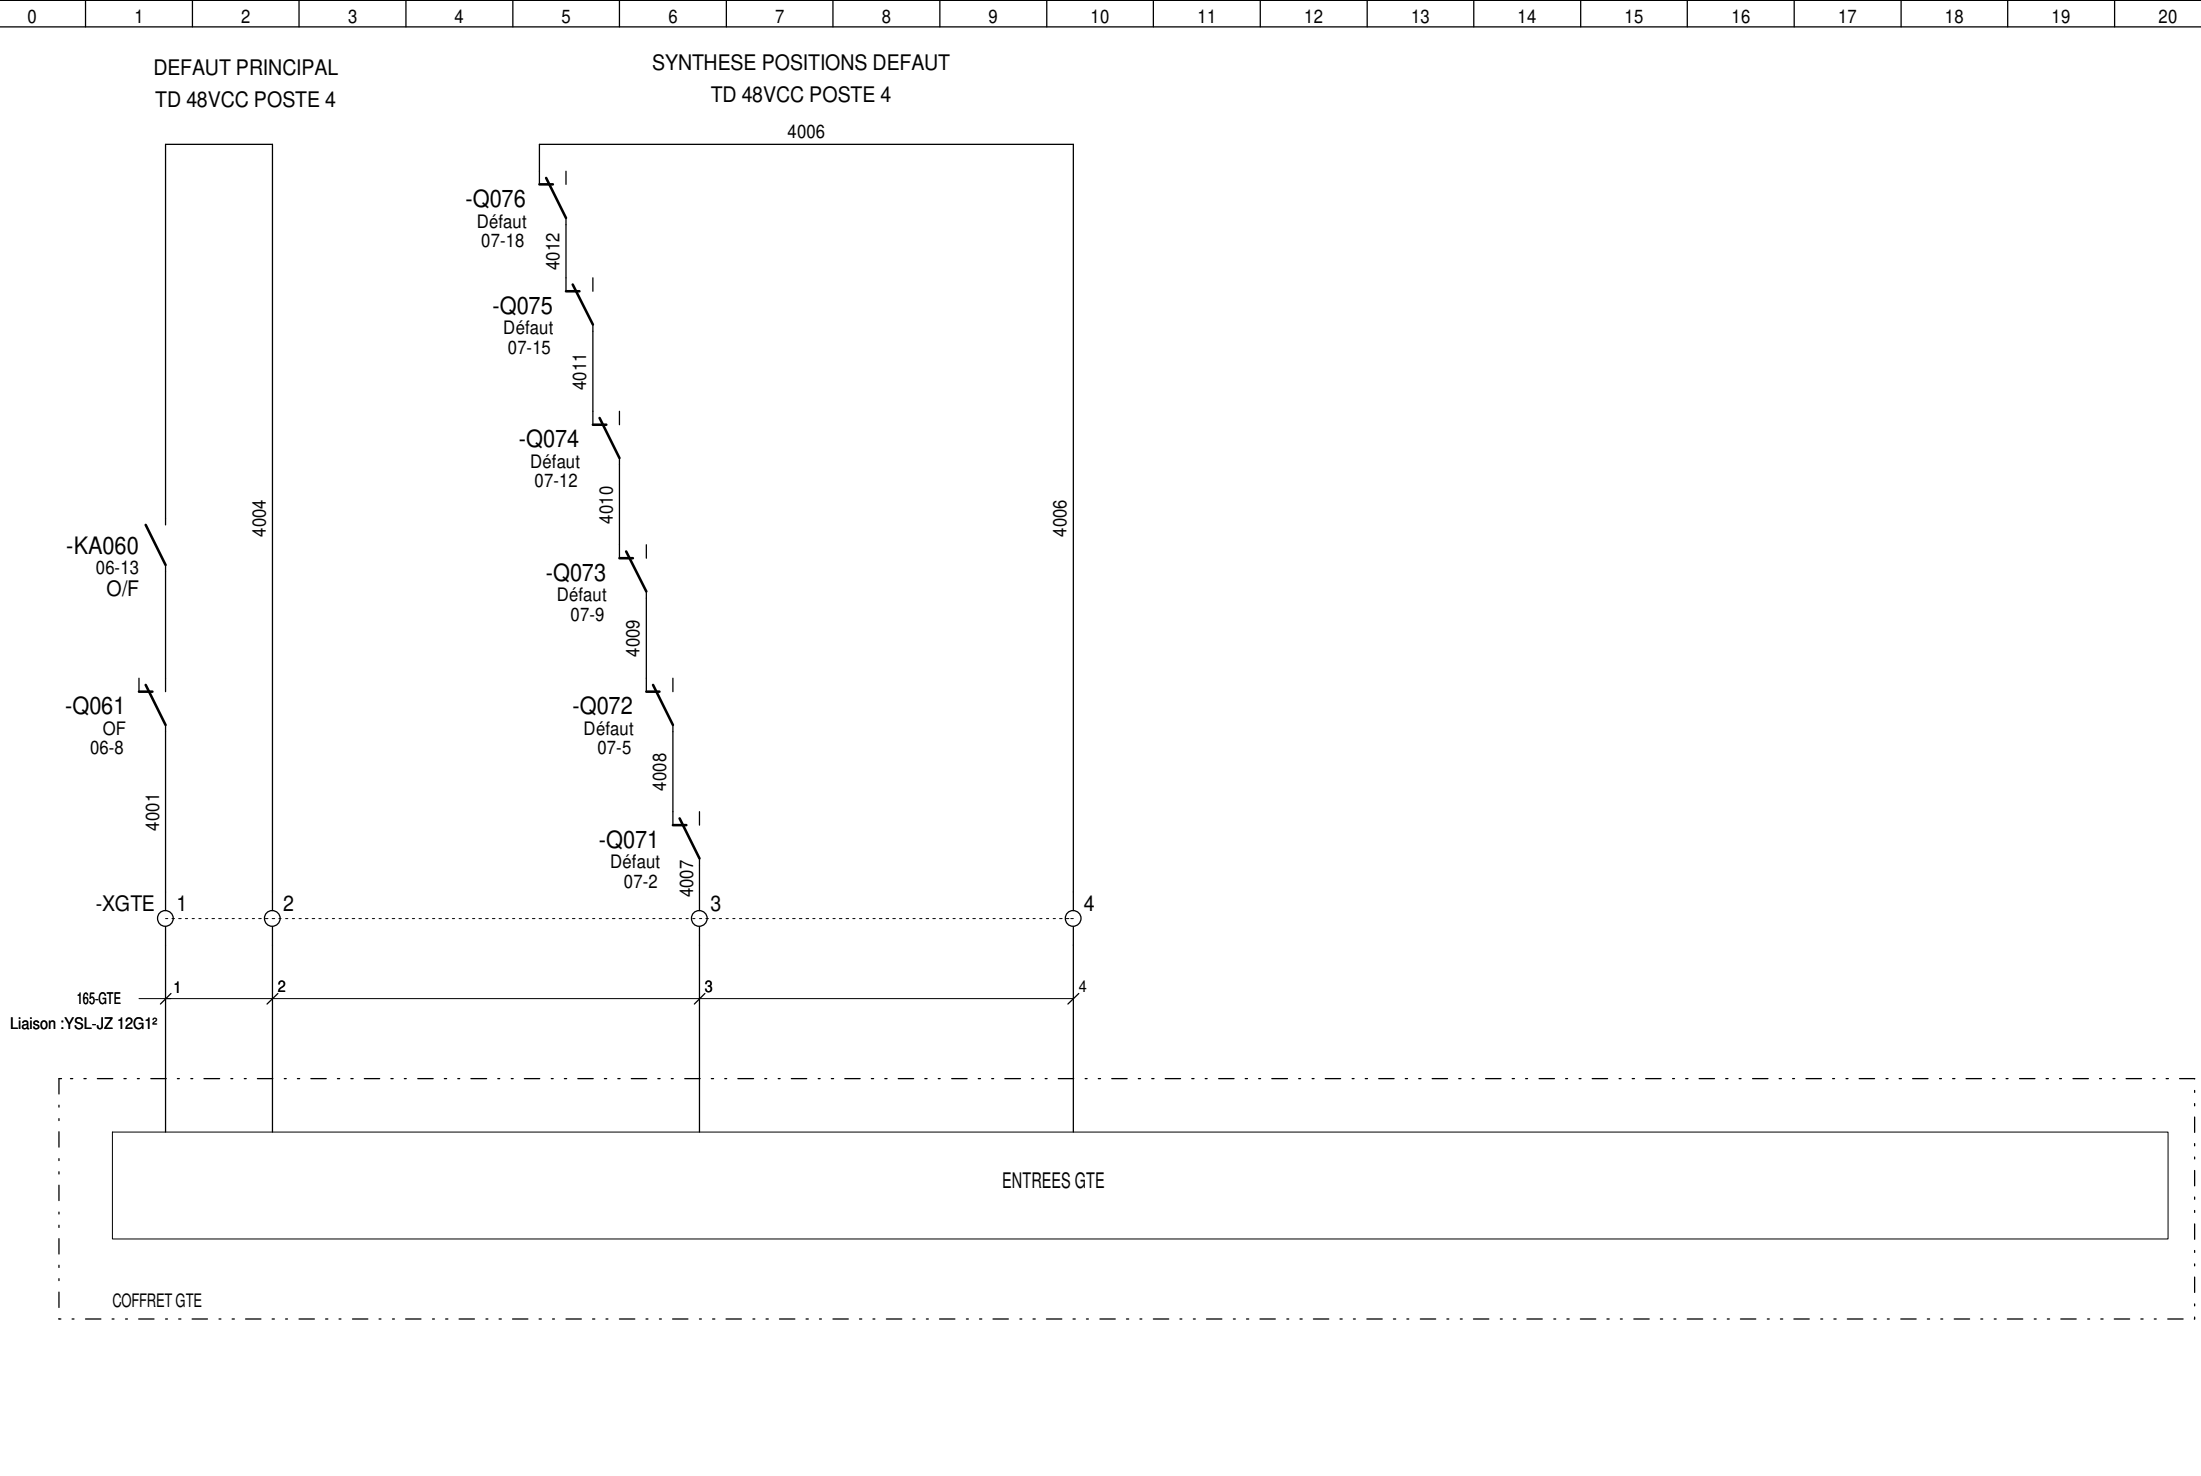 0 1 2 3 4 5 6 7 8 9 10 11 12 13 14 15 16 17 18 19 20
DEFAUT PRINCIPAL
TD 48VCC POSTE 4
SYNTHESE POSITIONS DEFAUT
TD 48VCC POSTE 4
4006
-Q076
Défaut
07-18
4012
-Q075
Défaut
07-15
4011
-Q074
Défaut
07-12
4010
4004
4006
-KA060
06-13
O/F
-Q073
Défaut
07-9
4009
-Q061
OF
06-8
-Q072
Défaut
07-5
4008
4001
-Q071
Défaut
07-2
4007
-XGTE 1 2 3 4
165-GTE 1 2 3 4
Liaison :YSL-JZ 12G1²
ENTREES GTE
COFFRET GTE